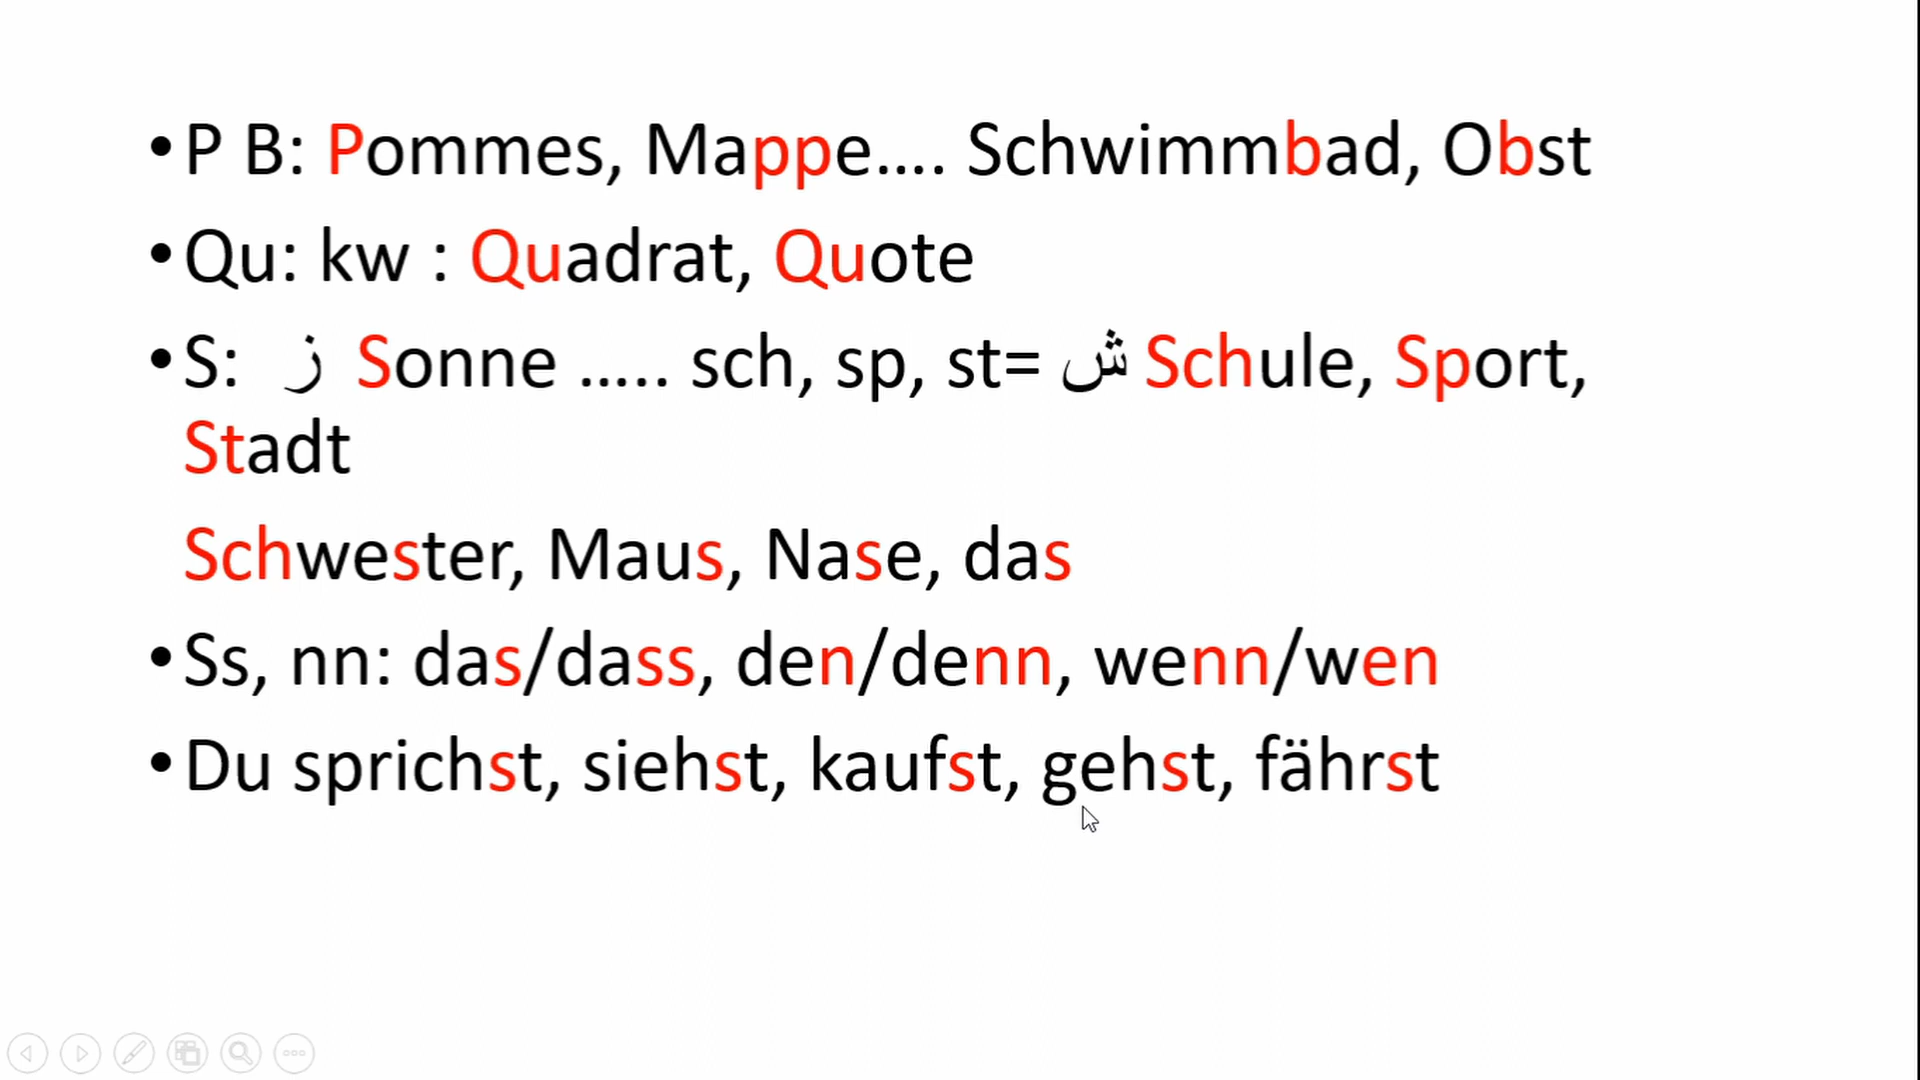 •P B: Pommes, Mappe.... Schwimmbad, Obst
•Qu: kw : Quadrat, Quote
•S: ز Sonne ..... sch, sp, st= ش Schule, Sport,
Stadt
Schwester, Maus, Nase, das
•Ss, nn: das/dass, den/denn, wenn/wen
•Du sprichst, siehst, kaufst, gehst, fährst